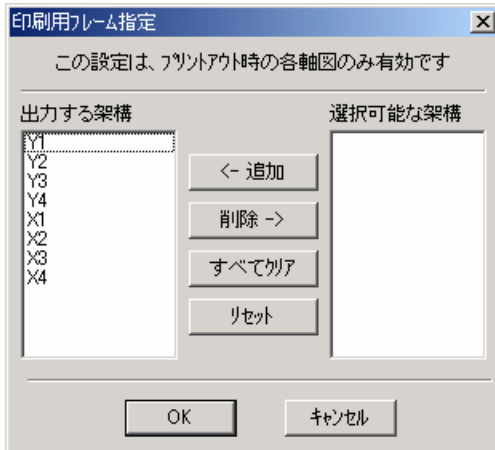 印刷用ﾌﾚｰﾑ指定
この設定は、ﾌﾟﾘﾝﾄｱｳﾄ時の各軸図のみ有効です
出力する架構
選択可能な架構
Y1
Y2
Y3
Y4
X1
X2
X3
X4
<- 追加
削除 ->
すべてｸﾘｱ
ﾘｾｯﾄ
OK
ｷｬﾝｾﾙ